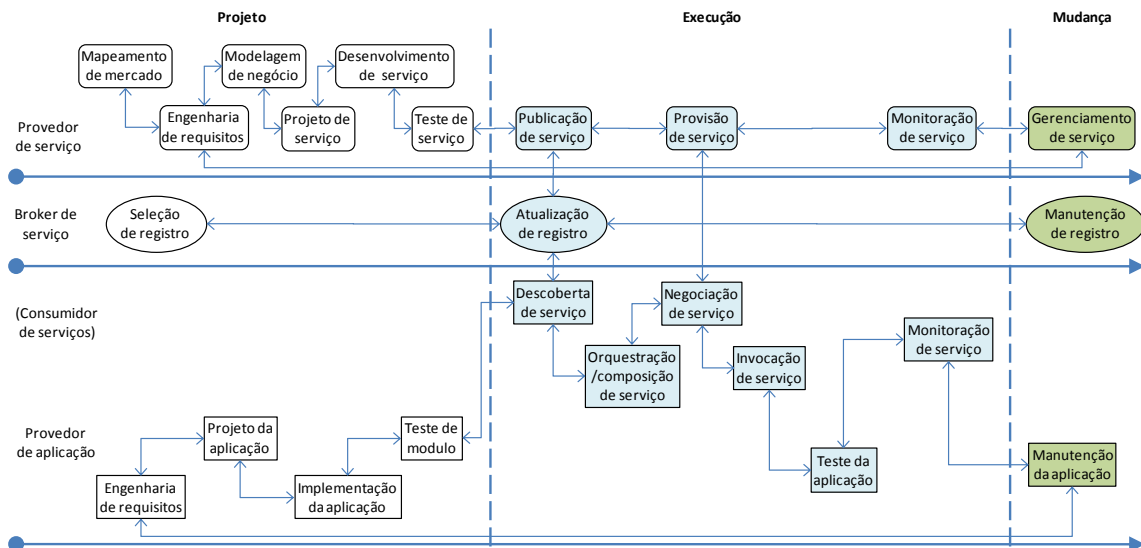 Projeto
Execução
Mudança
Mapeamento
de mercado
Modelagem
de negócio
Desenvolvimento
de serviço
Provedor
de serviço
Engenharia
de requisitos
Projeto de
serviço
Teste de
serviço
Publicação
de serviço
Provisão
de serviço
Monitoração
de serviço
Gerenciamento
de serviço
Broker de
serviço
Seleção
de registro
Atualização
de registro
Manutenção
de registro
(Consumidor
de serviços)
Descoberta
de serviço
Negociação
de serviço
Orquestração
/composição
de serviço
Invocação
de serviço
Monitoração
de serviço
Provedor
de aplicação
Engenharia
de requisitos
Projeto da
aplicação
Implementação
da aplicação
Teste de
modulo
Teste da
aplicação
Manutenção
da aplicação